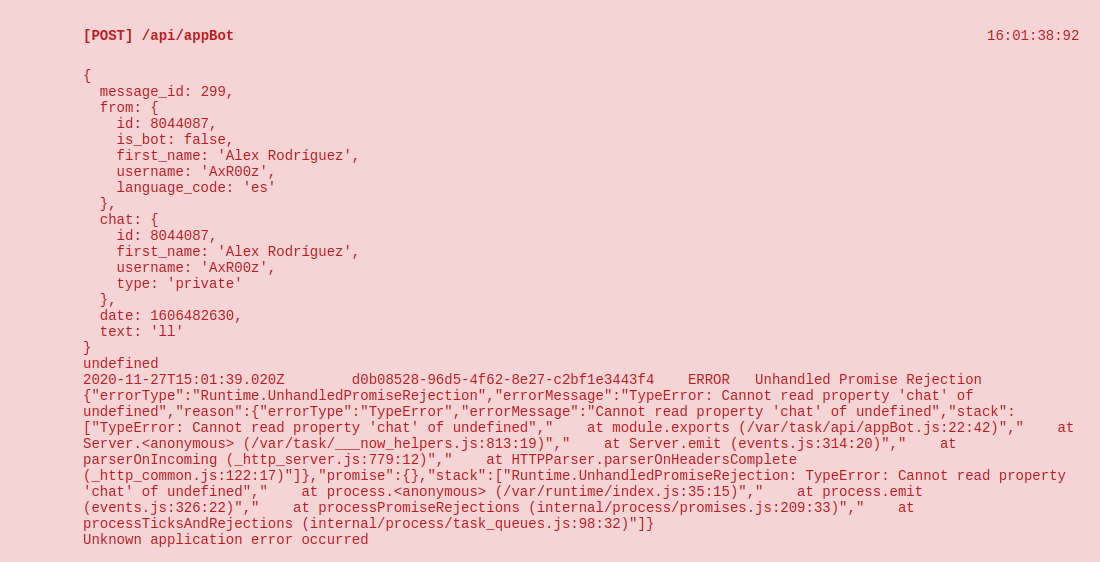 [POST] /api/appBot 16:01:38:92
{
message_id: 299,
from: {
id: 8044087,
is_bot: false,
first_name: 'Alex Rodríguez',
username: 'AxR00z',
language_code: 'es'
},
chat: {
id: 8044087,
first_name: 'Alex Rodríguez',
username: 'AxR00z',
type: 'private'
},
date: 1606482630,
text: 'll'
}
undefined
2020-11-27T15:01:39.020Z d0b08528-96d5-4f62-8e27-c2bf1e3443f4 ERROR Unhandled Promise Rejection
{"errorType":"Runtime.UnhandledPromiseRejection","errorMessage":"TypeError: Cannot read property 'chat' of
undefined","reason":{"errorType":"TypeError","errorMessage":"Cannot read property 'chat' of undefined","stack":
["TypeError: Cannot read property 'chat' of undefined"," at module.exports (/var/task/api/appBot.js:22:42)"," at
Server.<anonymous> (/var/task/___now_helpers.js:813:19)"," at Server.emit (events.js:314:20)"," at
parserOnIncoming (_http_server.js:779:12)"," at HTTPParser.parserOnHeadersComplete
(_http_common.js:122:17)"]},"promise":{},"stack":["Runtime.UnhandledPromiseRejection: TypeError: Cannot read property
'chat' of undefined"," at process.<anonymous> (/var/runtime/index.js:35:15)"," at process.emit
(events.js:326:22)"," at processPromiseRejections (internal/process/promises.js:209:33)"," at
processTicksAndRejections (internal/process/task_queues.js:98:32)"]}
Unknown application error occurred